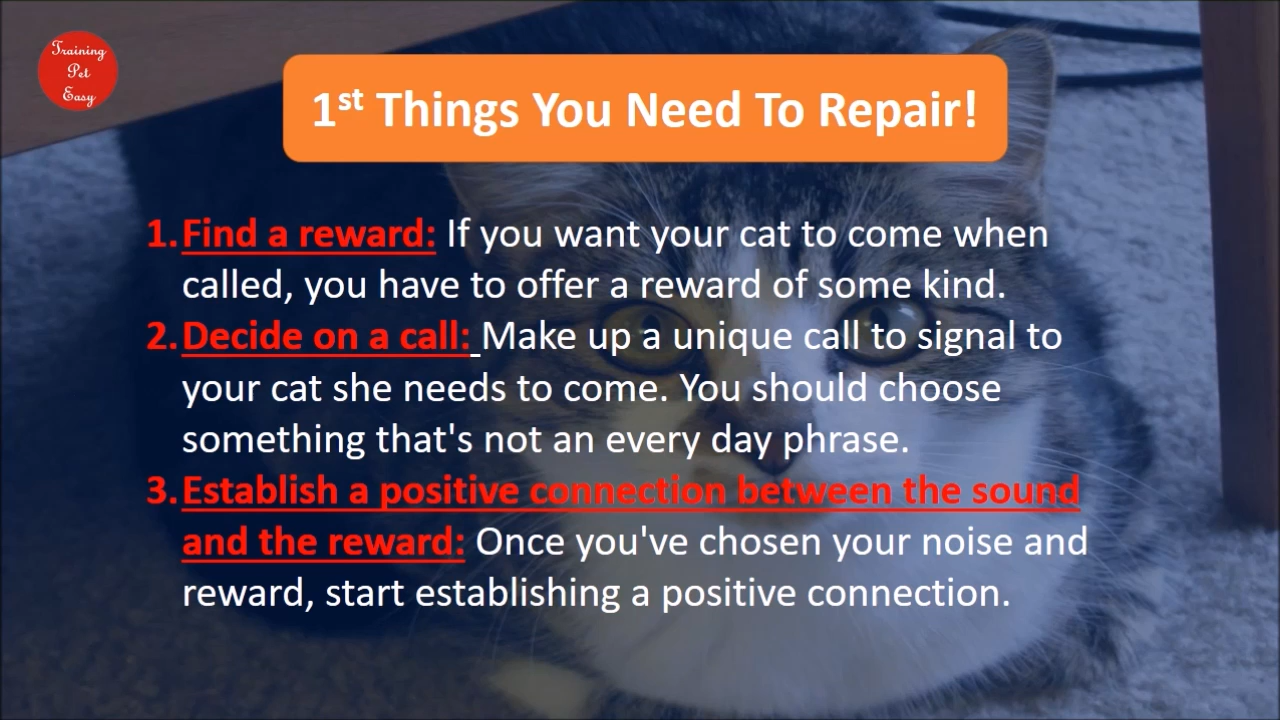 Training
Pet
Easy
1st Things You Need To Repair!
1. Find a reward: If you want your cat to come when
called, you have to offer a reward of some kind.
2. Decide on a call: Make up a unique call to signal to
your cat she needs to come. You should choose
something that's not an every day phrase.
3. Establish a positive connection between the sound
and the reward: Once you've chosen your noise and
reward, start establishing a positive connection.